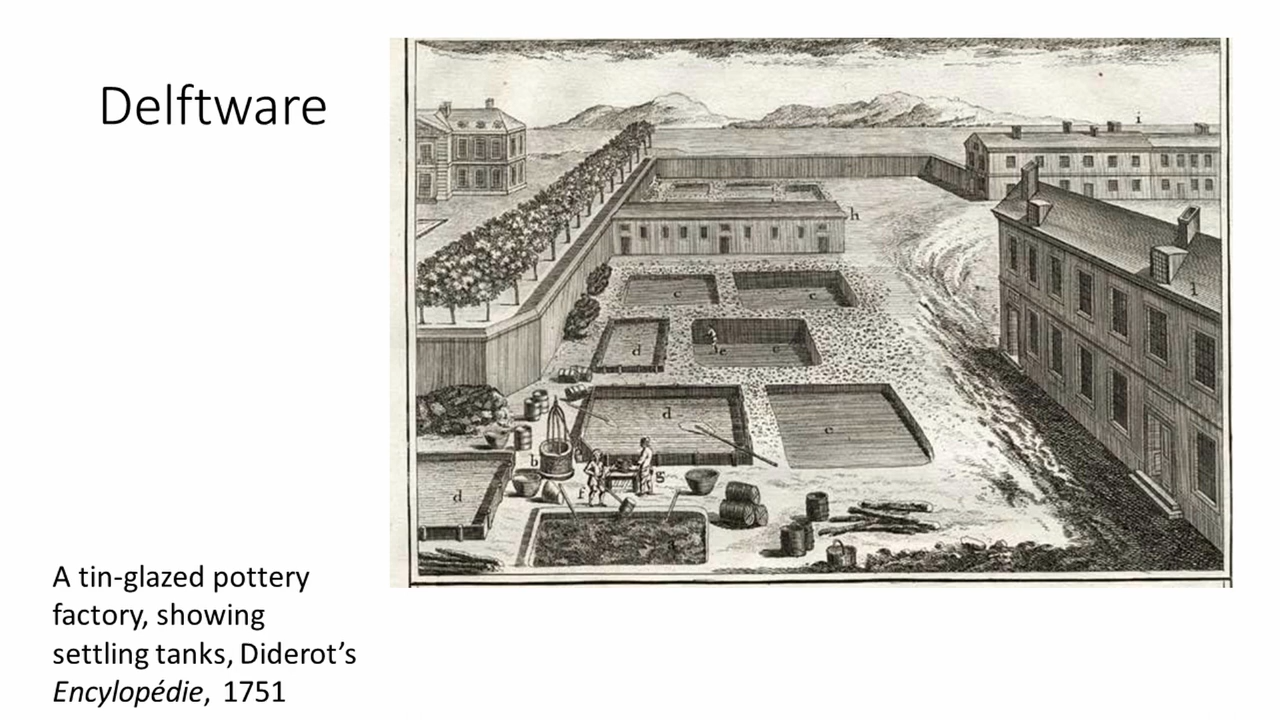 Delftware
A tin-glazed pottery
factory, showing
settling tanks, Diderot’s
Encylopédie, 1751
h
c
c
d
e
e
d
e
b
f
g
d